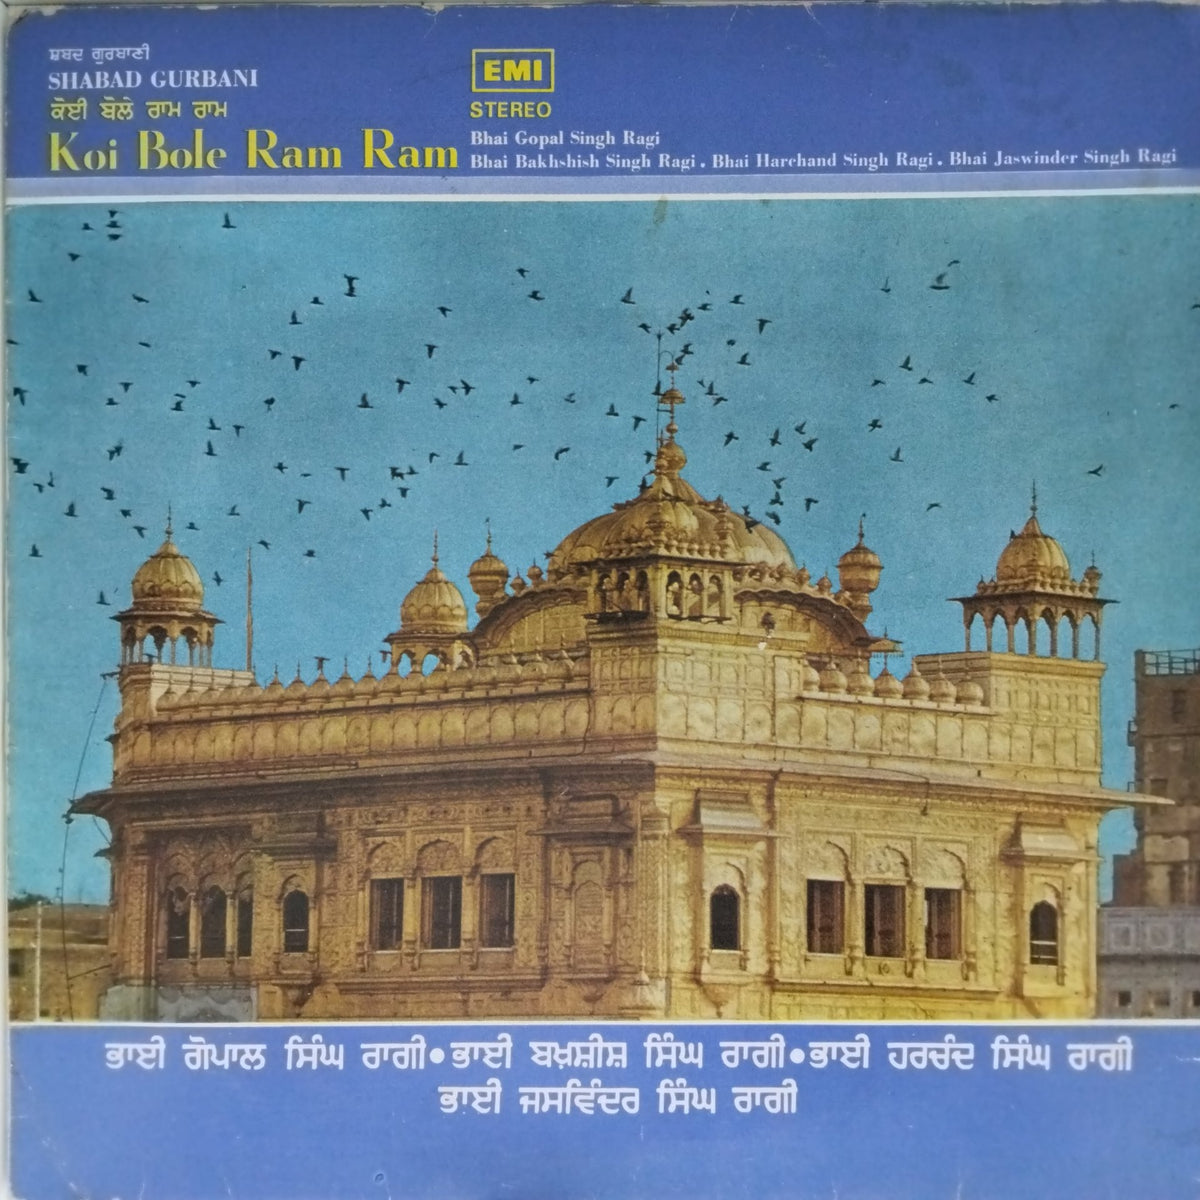 ਸ਼ਬਦ ਗੁਰਬਾਣੀ
SHABAD GURBANI
ਕੋਈ ਬੋਲੇ ਰਾਮ ਰਾਮ
Koi Bole Ram Ram
EMI
STEREO
Bhai Gopal Singh Ragi
Bhai Bakhshish Singh Ragi . Bhai Harchand Singh Ragi . Bhai Jaswinder Singh Ragi
ਭਾਈ ਗੋਪਾਲ ਸਿੰਘ ਰਾਗੀ • ਭਾਈ ਬਖ਼ਸ਼ੀਸ਼ ਸਿੰਘ ਰਾਗੀ • ਭਾਈ ਹਰਚੰਦ ਸਿੰਘ ਰਾਗੀ
ਭਾਈ ਜਸਵਿੰਦਰ ਸਿੰਘ ਰਾਗੀ